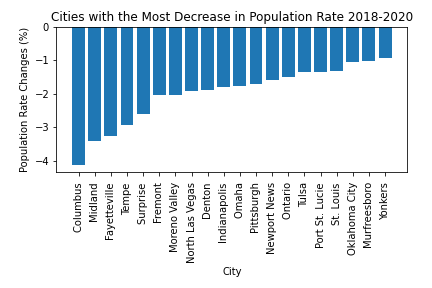 Cities with the Most Decrease in Population Rate 2018-2020
Population Rate Changes (%)
0
−1
−2
−3
−4
Columbus
Midland
Fayetteville
Tempe
Surprise
Fremont
Moreno Valley
North Las Vegas
Denton
Indianapolis
Omaha
Pittsburgh
Newport News
Ontario
Tulsa
Port St. Lucie
St. Louis
Oklahoma City
Murfreesboro
Yonkers
City